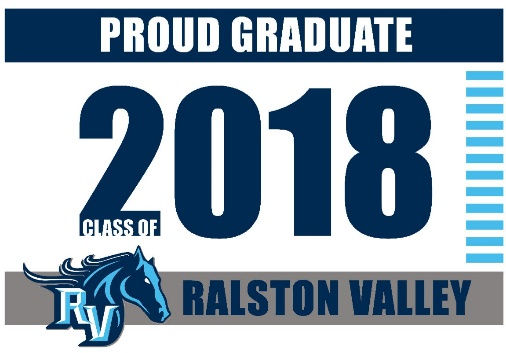 PROUD GRADUATE
2018
CLASS OF
RV
RALSTON VALLEY